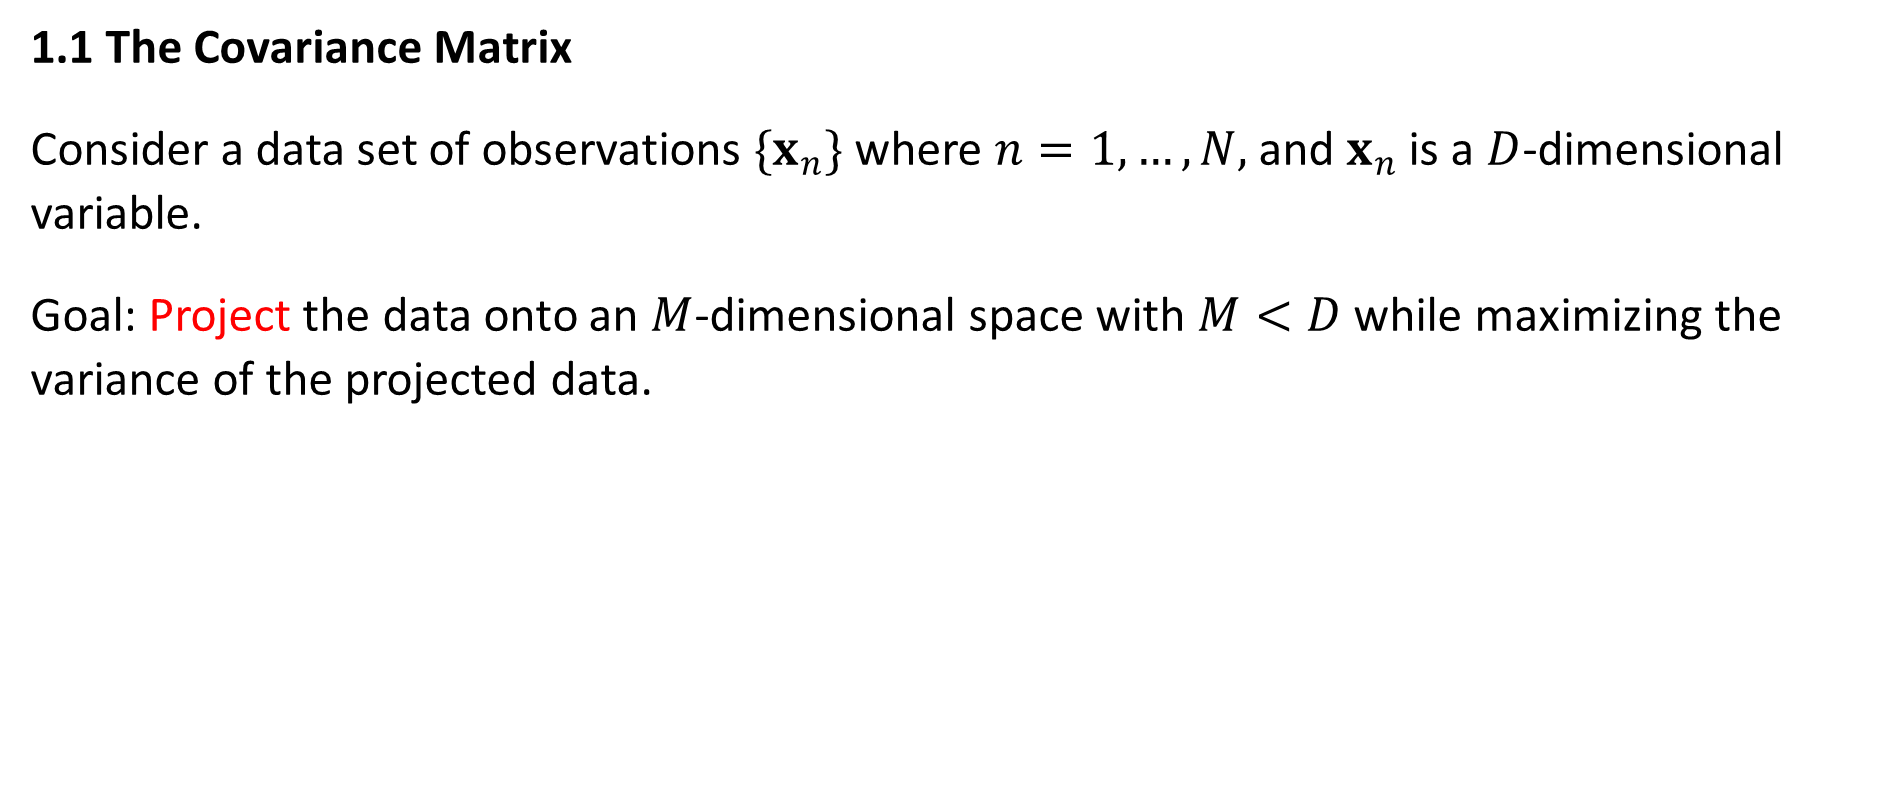 1.1 The Covariance Matrix
Consider a data set of observations {𝐱ₙ} where 𝑛 = 1, … , 𝑁, and 𝐱ₙ is a 𝐷-dimensional
variable.
Goal: Project the data onto an 𝑀-dimensional space with 𝑀 < 𝐷 while maximizing the
variance of the projected data.